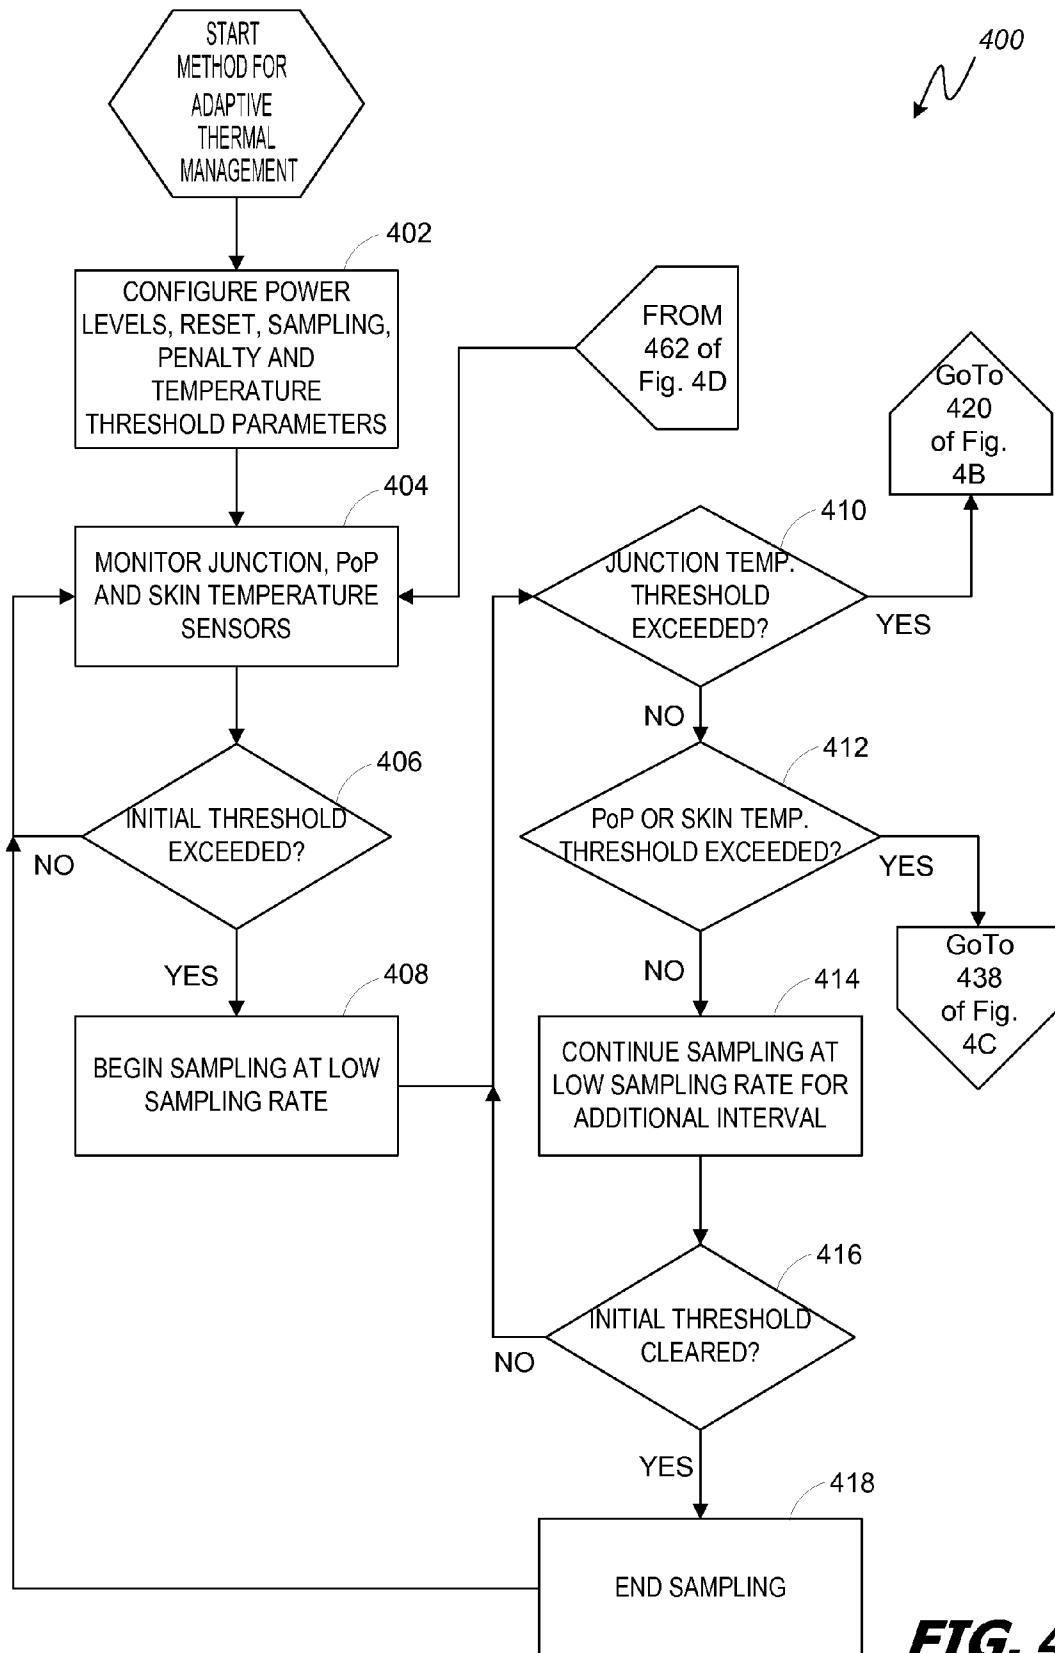 START
METHOD FOR
ADAPTIVE
THERMAL
MANAGEMENT
400
402
CONFIGURE POWER
LEVELS, RESET, SAMPLING,
PENALTY AND
TEMPERATURE
THRESHOLD PARAMETERS
FROM
462 of
Fig. 4D
GoTo
420
of Fig.
4B
404
MONITOR JUNCTION, PoP
AND SKIN TEMPERATURE
SENSORS
410
JUNCTION TEMP.
THRESHOLD
EXCEEDED?
YES
NO
406
INITIAL THRESHOLD
EXCEEDED?
NO
YES
412
PoP OR SKIN TEMP.
THRESHOLD EXCEEDED?
YES
NO
GoTo
438
of Fig.
4C
408
BEGIN SAMPLING AT LOW
SAMPLING RATE
414
CONTINUE SAMPLING AT
LOW SAMPLING RATE FOR
ADDITIONAL INTERVAL
416
INITIAL THRESHOLD
CLEARED?
NO
YES
418
END SAMPLING
FIG. 4